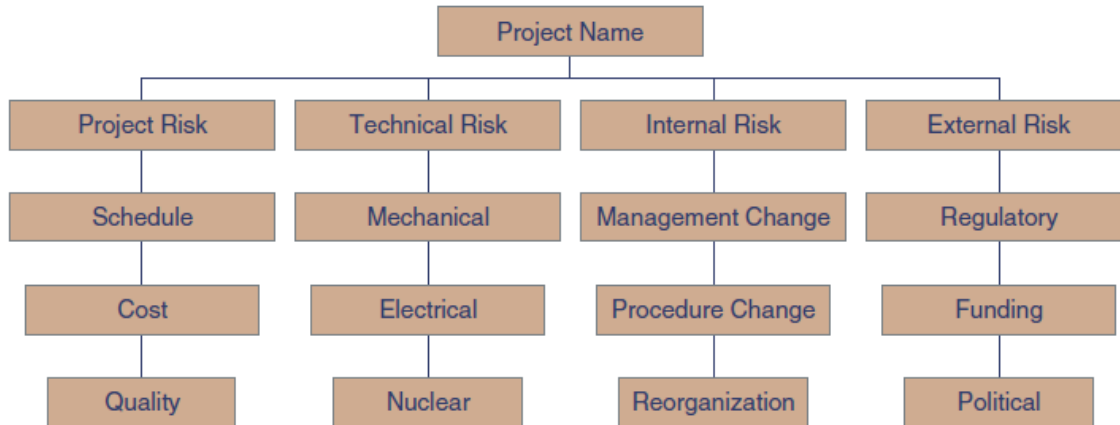 Project Name
Project Risk
Technical Risk
Internal Risk
External Risk
Schedule
Mechanical
Management Change
Regulatory
Cost
Electrical
Procedure Change
Funding
Quality
Nuclear
Reorganization
Political